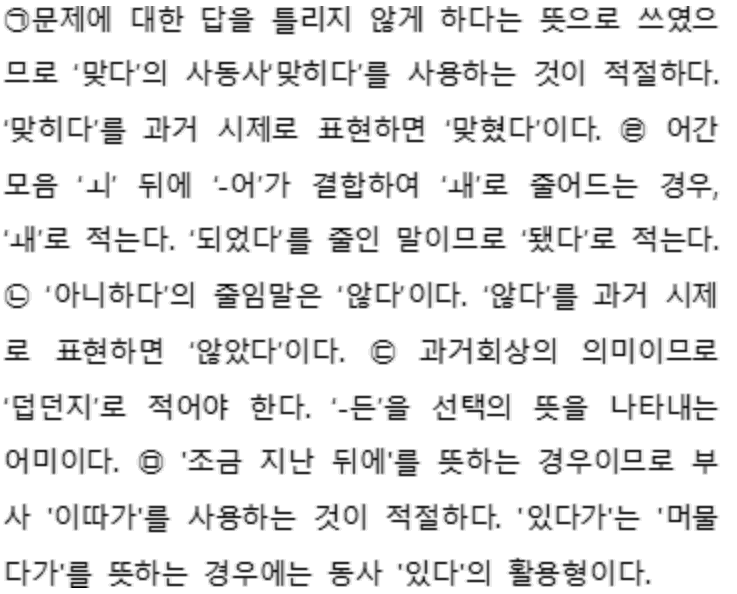 ㉠문제에 대한 답을 틀리지 않게 하다는 뜻으로 쓰였으
므로 '맞다'의 사동사'맞히다'를 사용하는 것이 적절하다.
'맞히다'를 과거 시제로 표현하면 '맞혔다'이다. ㉣ 어간
모음 'ㅚ' 뒤에 '-어'가 결합하여 'ㅙ'로 줄어드는 경우,
'ㅙ'로 적는다. '되었다'를 줄인 말이므로 '됐다'로 적는다.
㉡ '아니하다'의 줄임말은 '않다'이다. '않다'를 과거 시제
로 표현하면 '않았다'이다. ㉢ 과거회상의 의미이므로
'덥던지'로 적어야 한다. '-든'을 선택의 뜻을 나타내는
어미이다. ㉤ '조금 지난 뒤에'를 뜻하는 경우이므로 부
사 '이따가'를 사용하는 것이 적절하다. '있다가'는 '머물
다가'를 뜻하는 경우에는 동사 '있다'의 활용형이다.